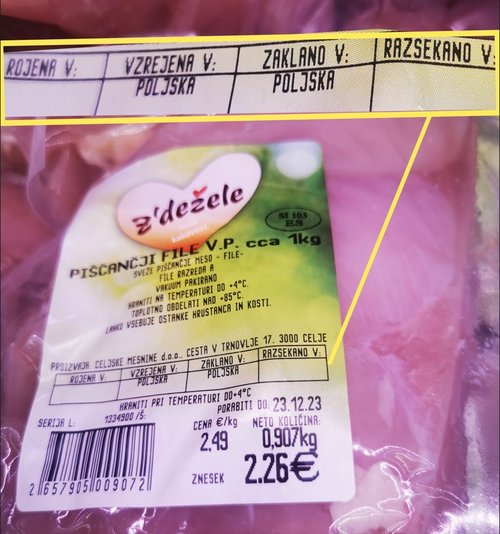 ROJENA V: VZREJENA V: ZAKLANO V: RAZSEKANO V:
POLJSKA POLJSKA
Z'dežele
kakovost
SI 103
ES
PIŠČANČJI FILE V.P. cca 1kg
SVEŽE PIŠČANČJE MESO - FILE-
FILE RAZREDA A
VAKUUM PAKIRANO
HRANITI NA TEMPERATURI DO +4°C.
TOPLOTNO OBDELATI NAD +85°C.
LAHKO VSEBUJE OSTANKE HRUSTANCA IN KOSTI.
PROIZVAJA: CELJSKE MESNINE d.o.o., CESTA V TRNOVLJE 17, 3000 CELJE
ROJENA V: VZREJENA V: ZAKLANO V: RAZSEKANO V:
POLJSKA POLJSKA
HRANITI PRI TEMPERATURI DO+4°C
SERIJA L: 1334900 /Š: PORABITI DO: 23.12.23
CENA €/kg NETO KOLIČINA:
2,49 0,907kg
ZNESEK 2.26€
2 657905 009072